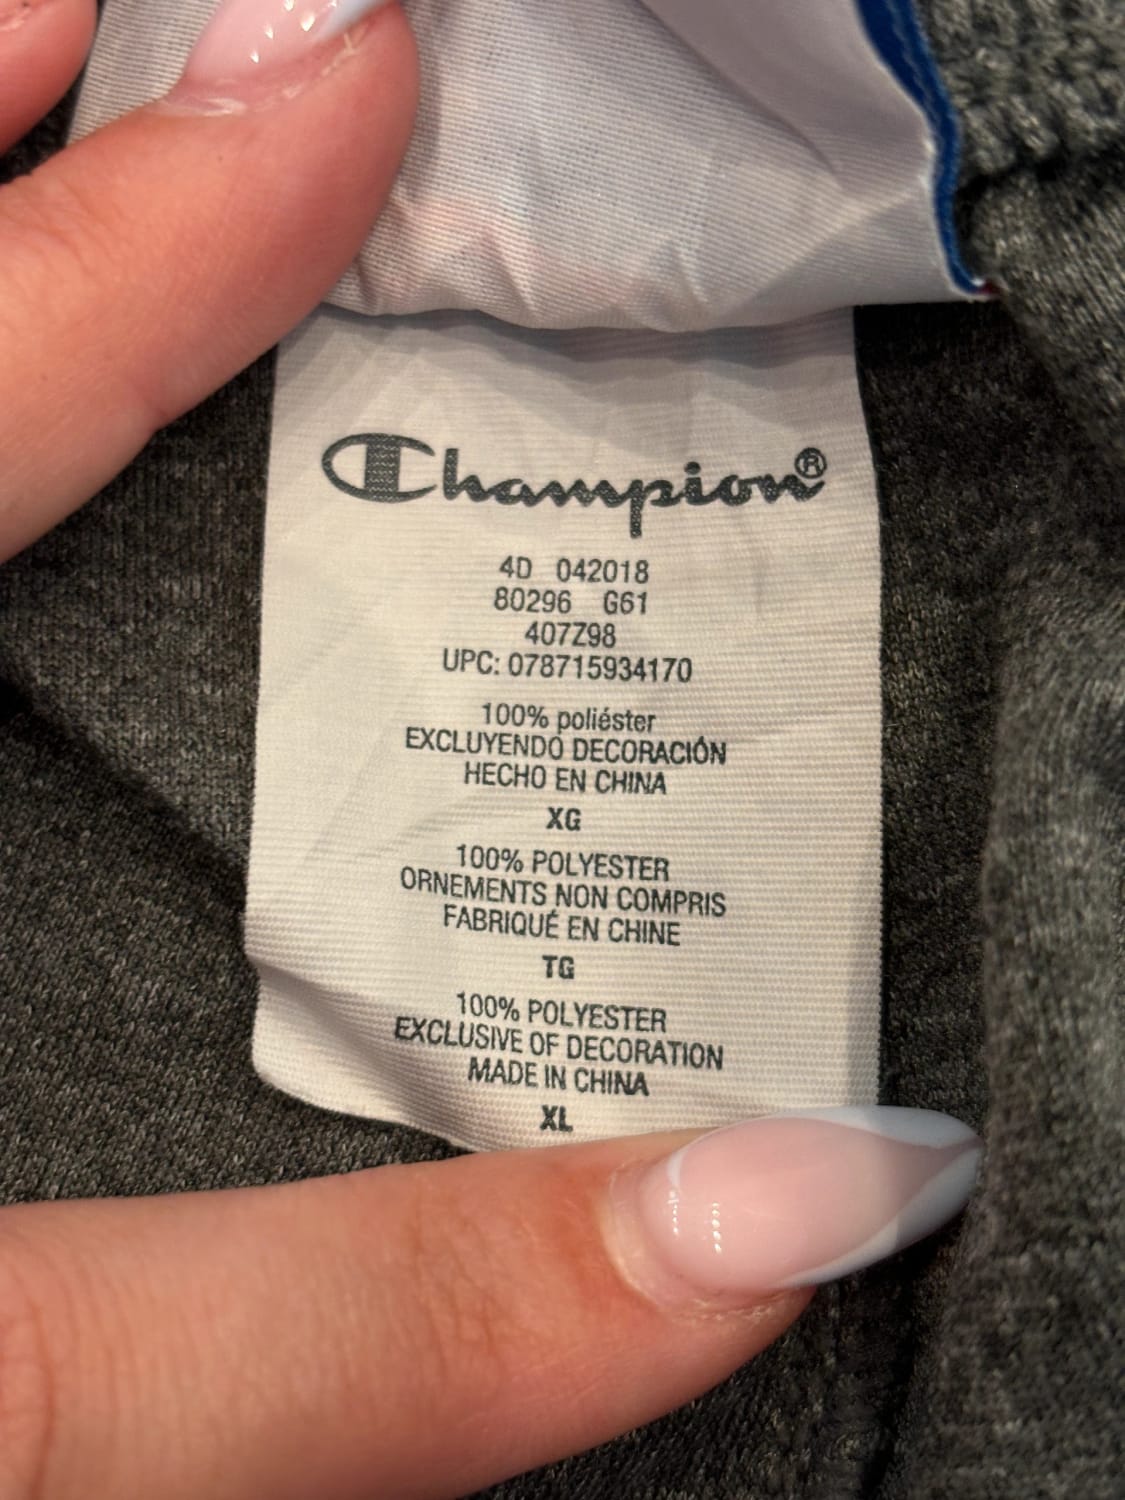 Champion®
4D 042018
80296 G61
407Z98
UPC: 078715934170
100% poliéster
EXCLUYENDO DECORACIÓN
HECHO EN CHINA
XG
100% POLYESTER
ORNEMENTS NON COMPRIS
FABRIQUÉ EN CHINE
TG
100% POLYESTER
EXCLUSIVE OF DECORATION
MADE IN CHINA
XL